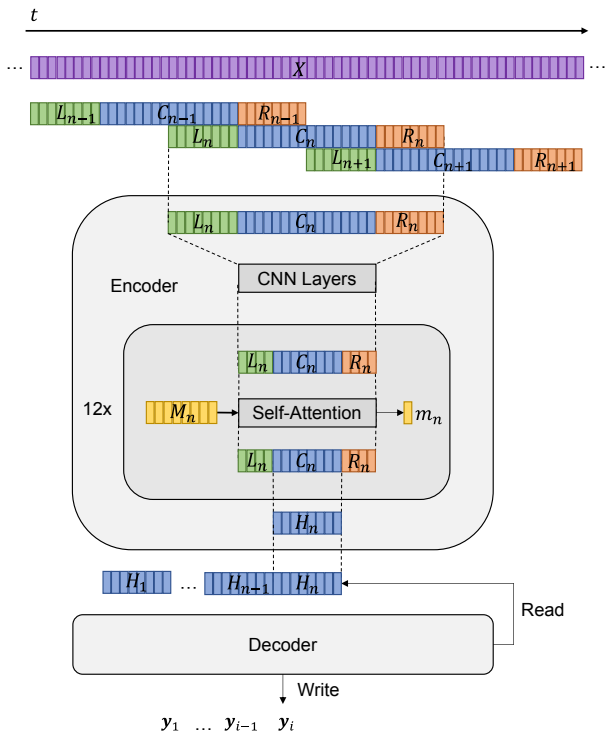 t
... X ...
L_{n-1} C_{n-1} R_{n-1}
L_n C_n R_n
L_{n+1} C_{n+1} R_{n+1}
L_n C_n R_n
CNN Layers
Encoder
L_n C_n R_n
12x M_n Self-Attention m_n
L_n C_n R_n
H_n
H_1 ... H_{n-1} H_n
Read
Decoder
Write
y_1 ... y_{i-1} y_i